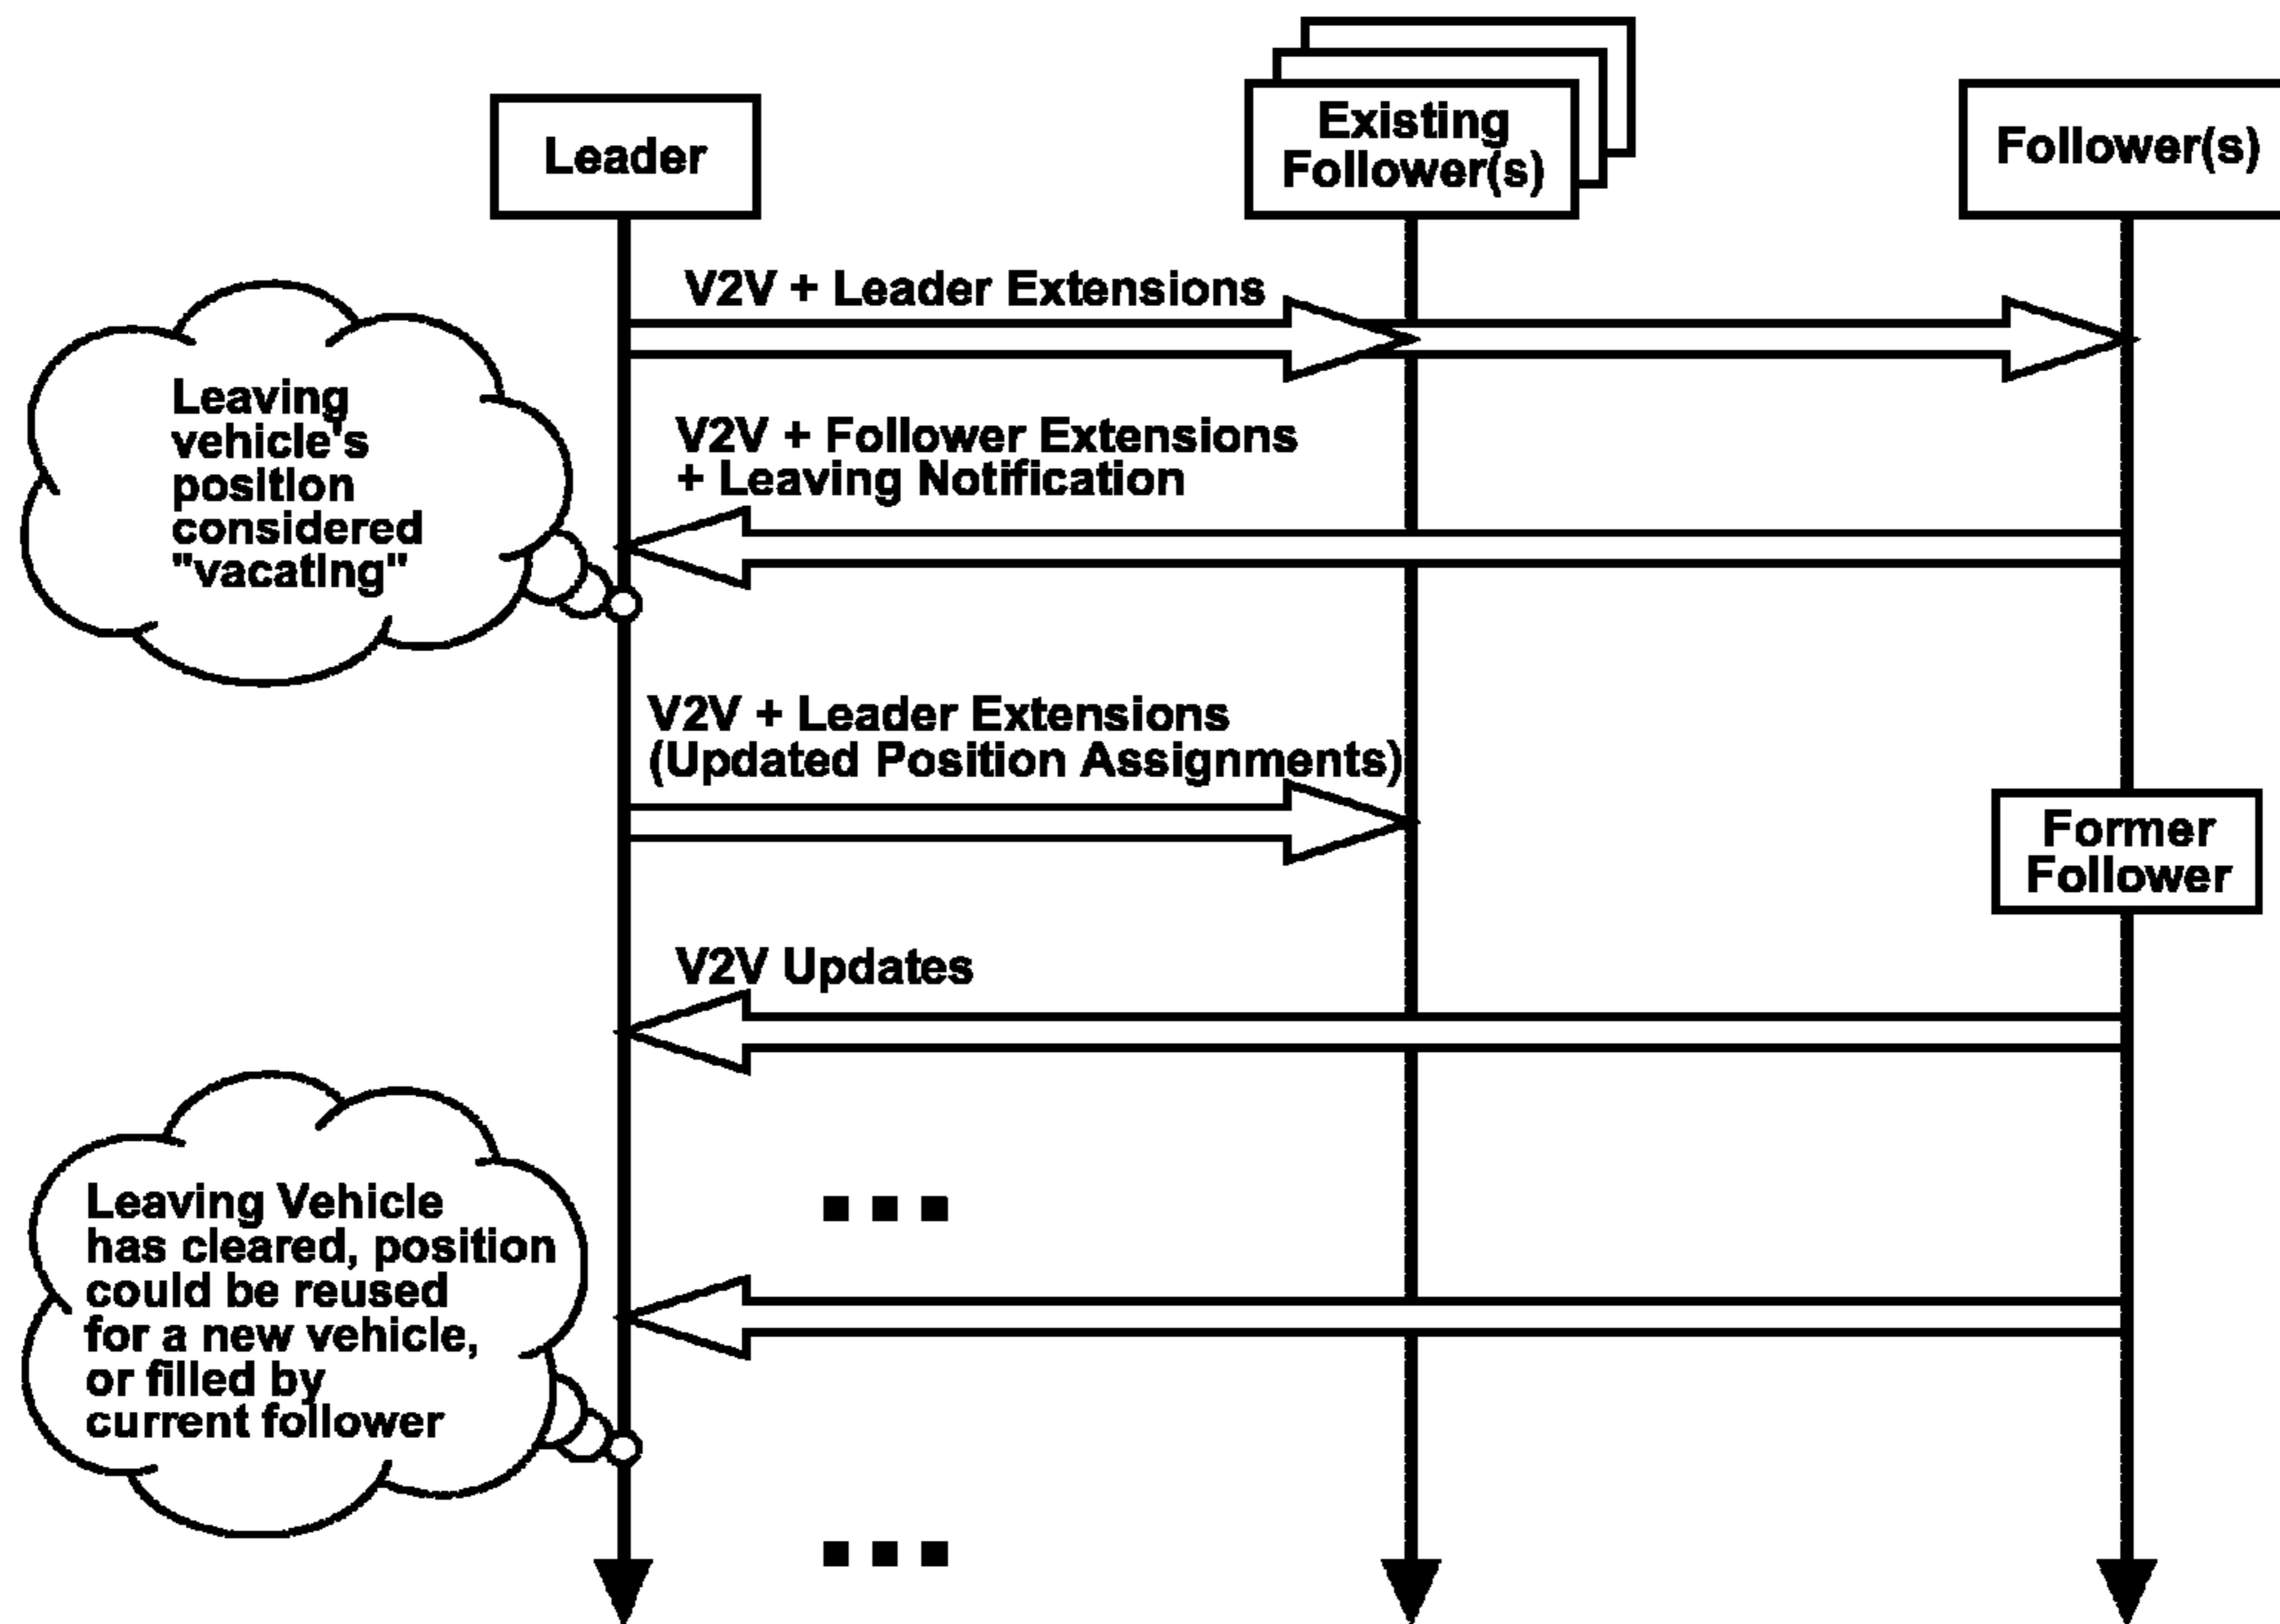 Leader
Existing
Follower(s)
Follower(s)
V2V + Leader Extensions
Leaving
vehicle's
position
considered
"vacating"
V2V + Follower Extensions
+ Leaving Notification
V2V + Leader Extensions
(Updated Position Assignments)
Former
Follower
V2V Updates
Leaving Vehicle
has cleared, position
could be reused
for a new vehicle,
or filled by
current follower